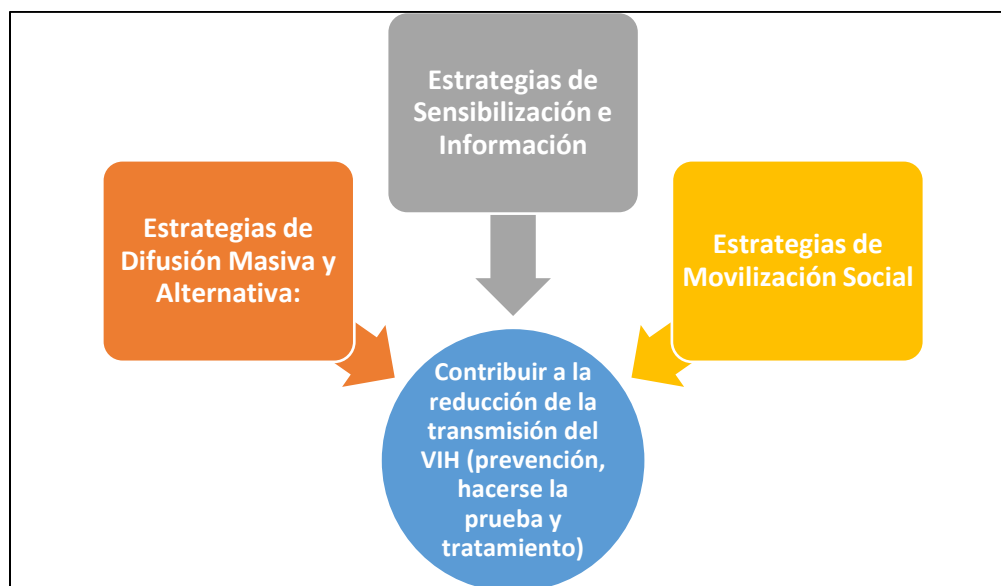 Estrategias de
Sensibilización e
Información
Estrategias de
Difusión Masiva y
Alternativa:
Estrategias de
Movilización Social
Contribuir a la
reducción de la
transmisión del
VIH (prevención,
hacerse la
prueba y
tratamiento)